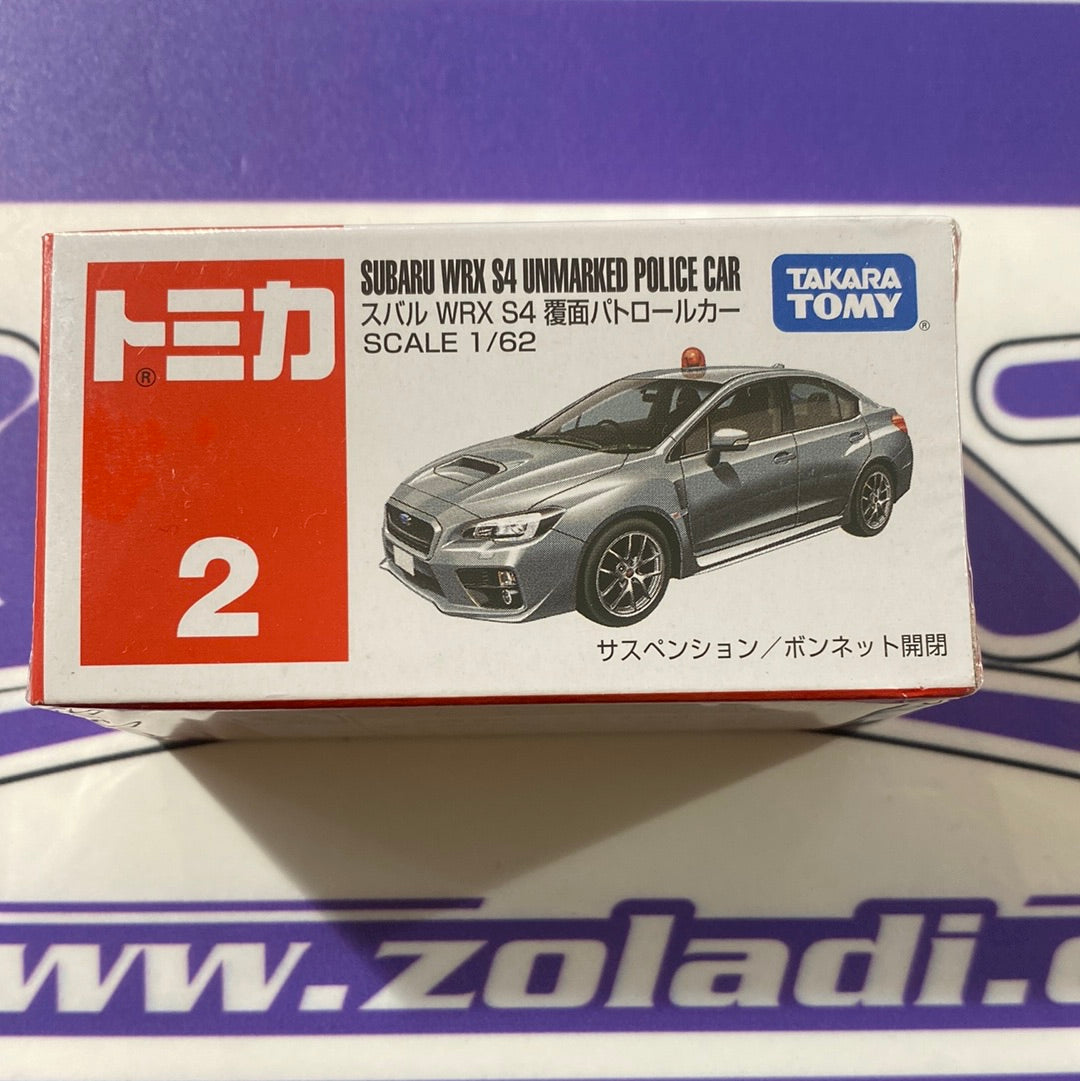 トミカ
®
2
SUBARU WRX S4 UNMARKED POLICE CAR
スバル WRX S4 覆面パトロールカー
SCALE 1/62
TAKARA
TOMY
®
サスペンション/ボンネット開閉
www.zoladi.